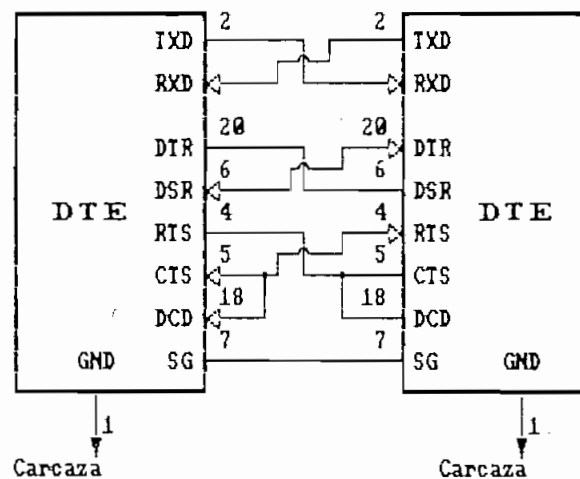 2 2
TXD TXD
RXD RXD
20 20
DTR DTR
6 6
DSR DSR
DTE DTE
4 4
RTS RTS
5 5
CTS CTS
18 18
DCD DCD
7 7
GND SG SG GND
1 1
Carcaza Carcaza